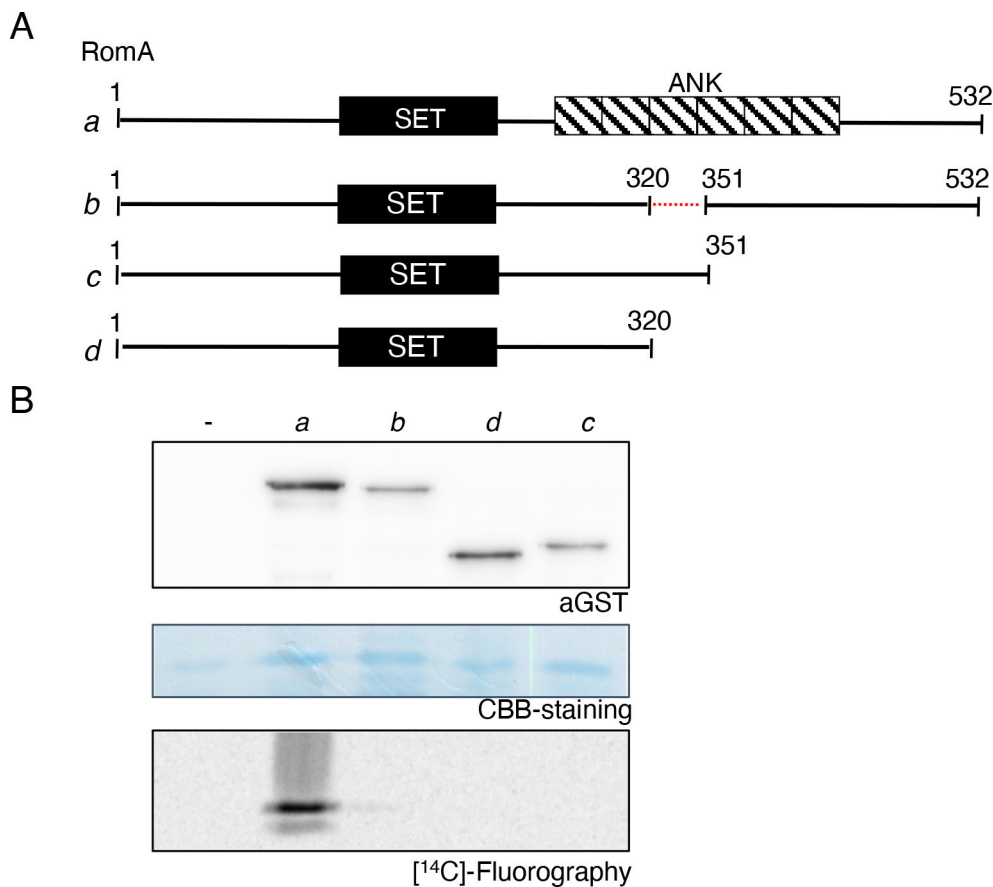 A
RomA
1 ANK 532
a SET
1 320 351 532
b SET
1 351
c SET
1 320
d SET
B
- a b d c
aGST
CBB-staining
[¹⁴C]-Fluorography